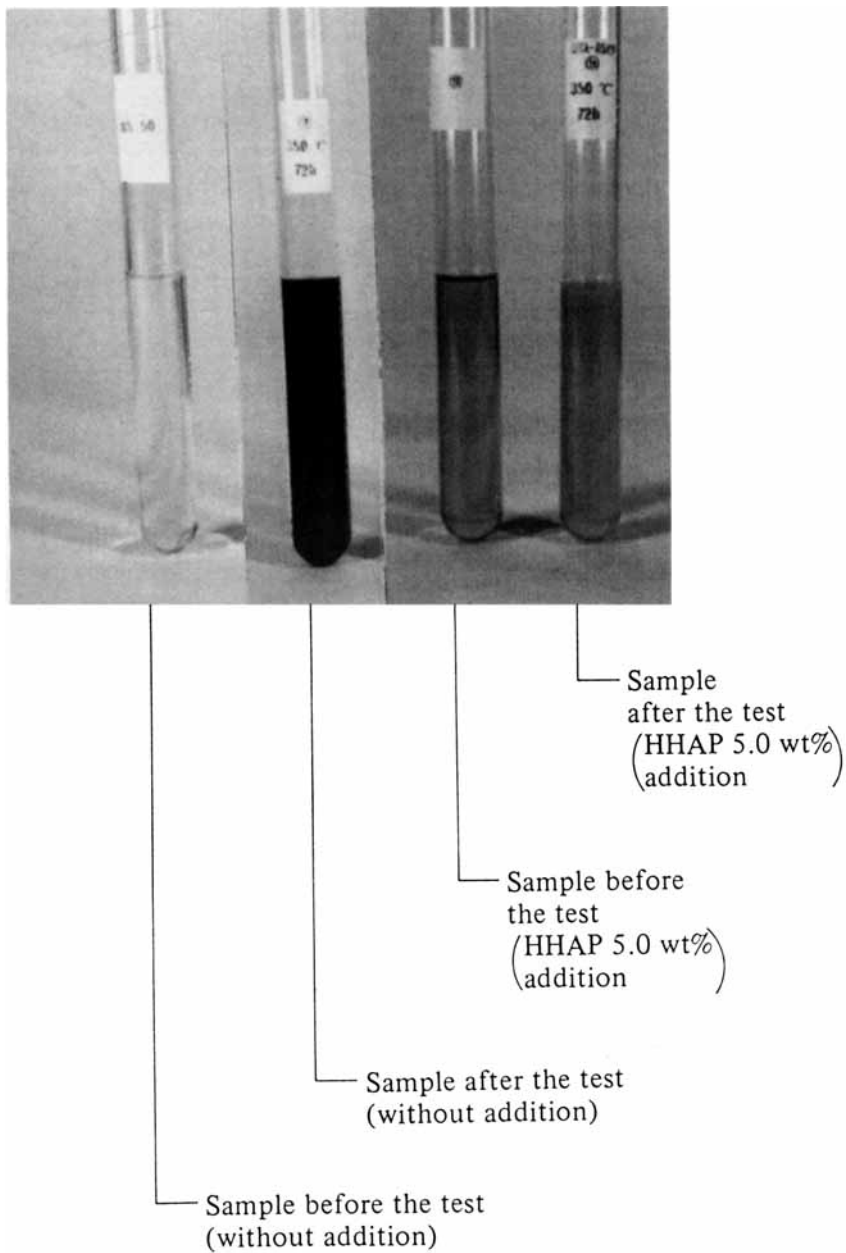 350 ℃
72h
350 ℃
72h
Sample
after the test
(HHAP 5.0 wt%
addition)
Sample before
the test
(HHAP 5.0 wt%
addition)
Sample after the test
(without addition)
Sample before the test
(without addition)